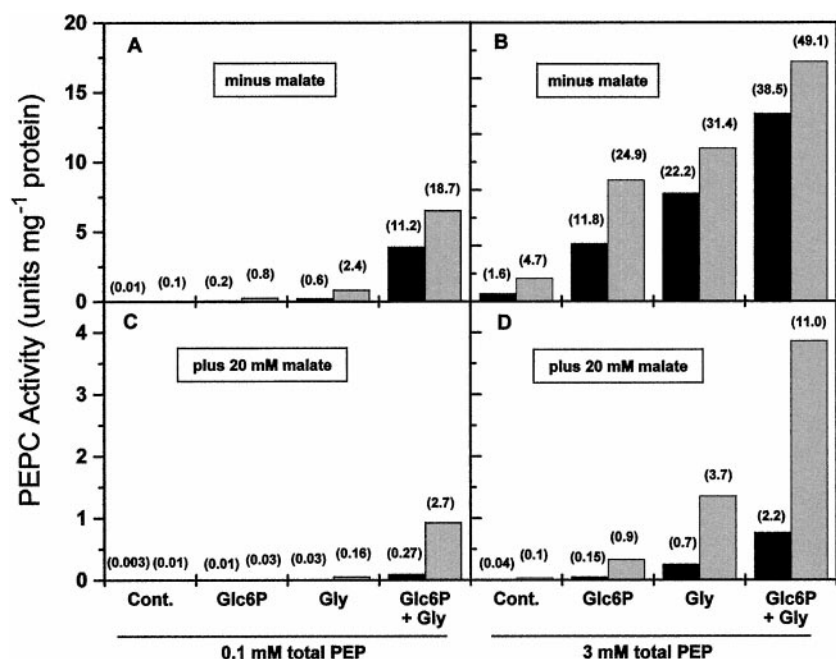 PEPC Activity (units mg⁻¹ protein)
20
15
10
5
0
A
minus malate
(0.01) (0.1) (0.2) (0.8) (0.6) (2.4) (11.2) (18.7)
B
minus malate
(1.6) (4.7) (11.8) (24.9) (22.2) (31.4) (38.5) (49.1)
4
3
2
1
0
C
plus 20 mM malate
(0.003) (0.01) (0.01) (0.03) (0.03) (0.16) (0.27) (2.7)
D
plus 20 mM malate
(0.04) (0.1) (0.15) (0.9) (0.7) (3.7) (2.2) (11.0)
Cont. Glc6P Gly Glc6P
+ Gly
Cont. Glc6P Gly Glc6P
+ Gly
0.1 mM total PEP
3 mM total PEP